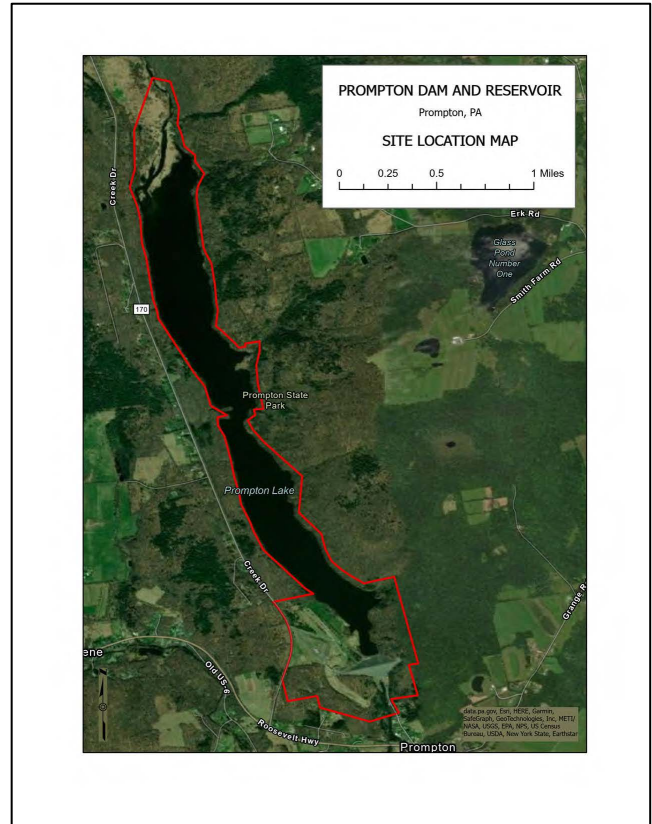 PROMPTON DAM AND RESERVOIR
Prompton, PA
SITE LOCATION MAP
0 0.25 0.5 1 Miles
Creek Dr
Erk Rd
Glass
Pond
Number
One
Smith Farm Rd
170
Prompton State
Park
Prompton Lake
Creek Dr
Grange R
ene
Old US-6
Roosevelt Hwy
Prompton
data.pa.gov, Esri, HERE, Garmin,
SafeGraph, GeoTechnologies, Inc, METI/
NASA, USGS, EPA, NPS, US Census
Bureau, USDA, New York State, Earthstar